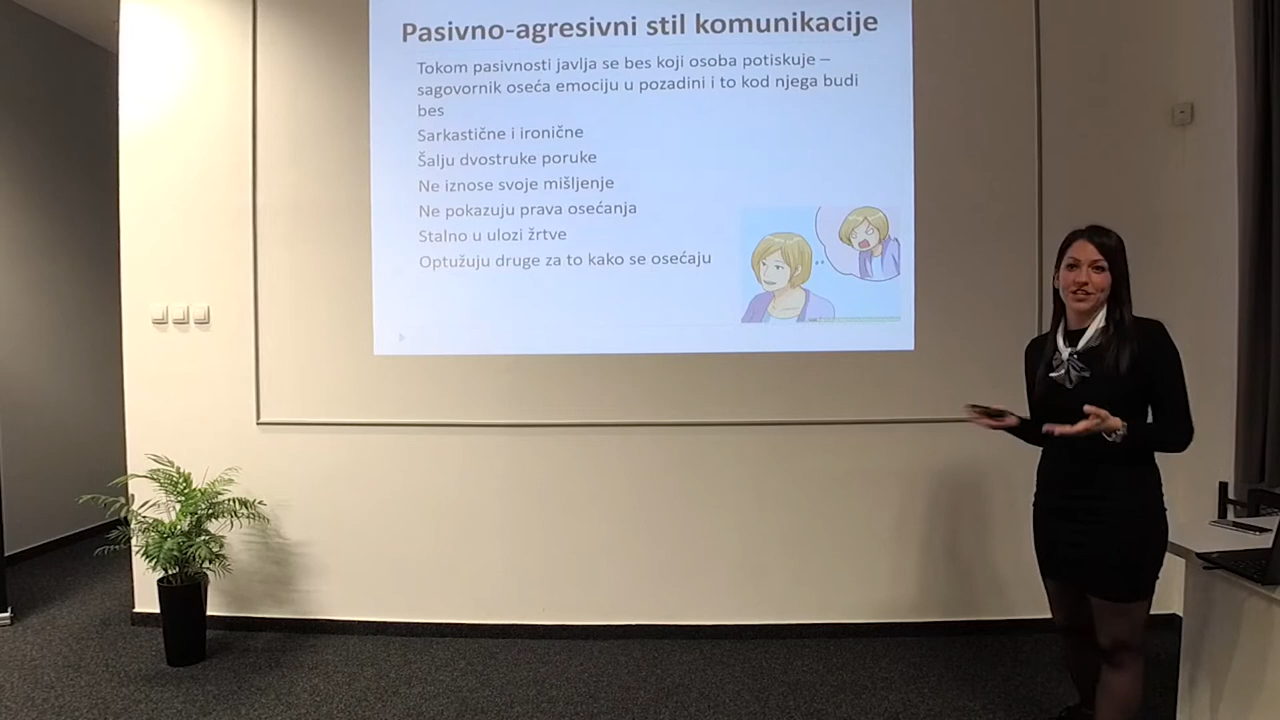 Pasivno-agresivni stil komunikacije
Tokom pasivnosti javlja se bes koji osoba potiskuje –
sagovornik oseća emociju u pozadini i to kod njega budi
bes
Sarkastične i ironične
Šalju dvostruke poruke
Ne iznose svoje mišljenje
Ne pokazuju prava osećanja
Stalno u ulozi žrtve
Optužuju druge za to kako se osećaju